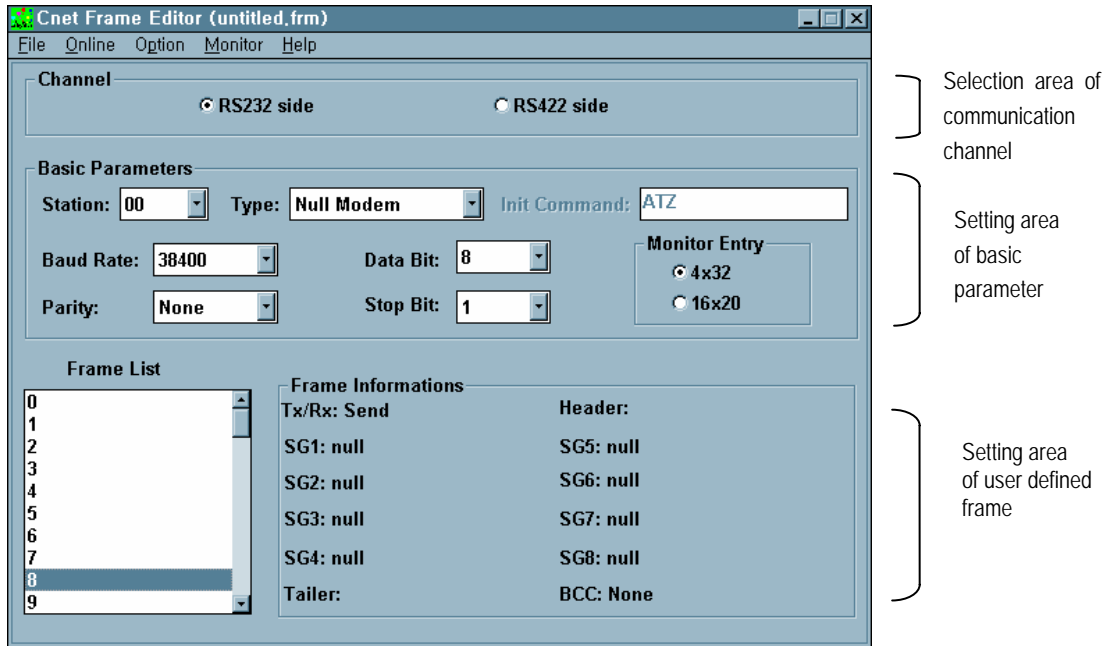 Cnet Frame Editor (untitled.frm)
File Online Option Monitor Help
Channel
RS232 side RS422 side
Selection area of
communication
channel
Basic Parameters
Station: 00 Type: Null Modem Init Command: ATZ
Baud Rate: 38400 Data Bit: 8 Monitor Entry
4x32
Parity: None Stop Bit: 1 16x20
Setting area
of basic
parameter
Frame List
0
1
2
3
4
5
6
7
8
9
Frame Informations
Tx/Rx: Send Header:
SG1: null SG5: null
SG2: null SG6: null
SG3: null SG7: null
SG4: null SG8: null
Tailer: BCC: None
Setting area
of user defined
frame